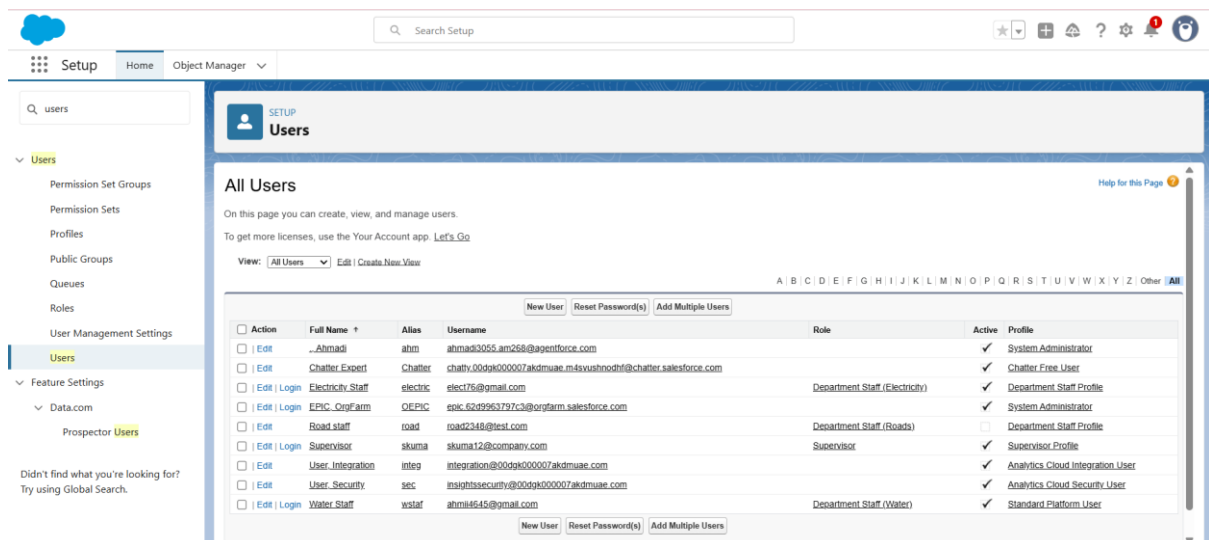 Search Setup
1
Setup Home Object Manager
users
SETUP
Users
Users
Permission Set Groups
Permission Sets
Profiles
Public Groups
Queues
Roles
User Management Settings
Users
Feature Settings
Data.com
Prospector Users
Didn't find what you're looking for?
Try using Global Search.
All Users
Help for this Page
On this page you can create, view, and manage users.
To get more licenses, use the Your Account app. Let's Go
View: All Users Edit | Create New View
A | B | C | D | E | F | G | H | I | J | K | L | M | N | O | P | Q | R | S | T | U | V | W | X | Y | Z | Other All
New User Reset Password(s) Add Multiple Users
Action Full Name ↑ Alias Username Role Active Profile
| Edit ., Ahmadi ahm ahmadi3055.am268@agentforce.com System Administrator
| Edit Chatter Expert Chatter chatty.00dgk000007akdmuae.m4svushnodhf@chatter.salesforce.com Chatter Free User
| Edit | Login Electricity Staff electric elect76@gmail.com Department Staff (Electricity) Department Staff Profile
| Edit | Login EPIC, OrgFarm OEPIC epic.62d9963797c3@orgfarm.salesforce.com System Administrator
| Edit Road staff road road2348@test.com Department Staff (Roads) Department Staff Profile
| Edit | Login Supervisor skuma skuma12@company.com Supervisor Supervisor Profile
| Edit User, Integration integ integration@00dgk000007akdmuae.com Analytics Cloud Integration User
| Edit User, Security sec insightssecurity@00dgk000007akdmuae.com Analytics Cloud Security User
| Edit | Login Water Staff wstaf ahmii4645@gmail.com Department Staff (Water) Standard Platform User
New User Reset Password(s) Add Multiple Users